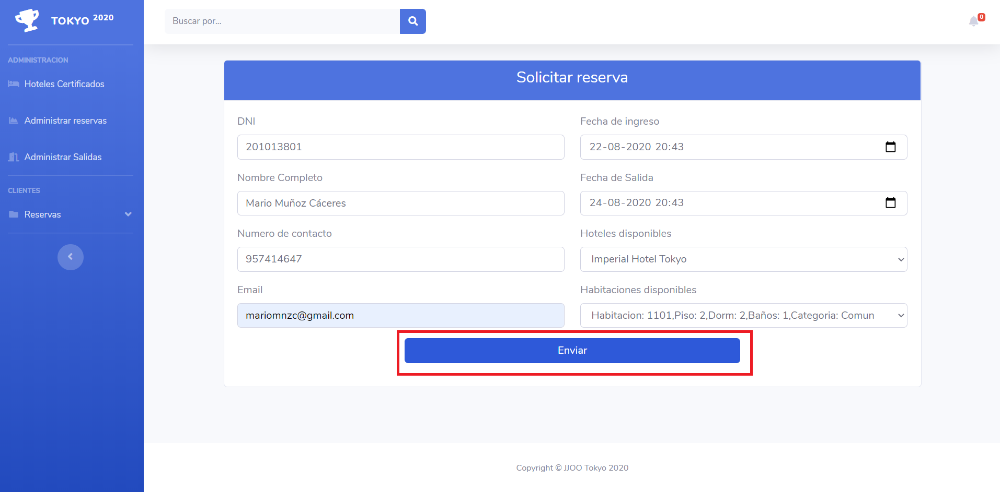 TOKYO 2020
Buscar por...
0
ADMINISTRACION
Hoteles Certificados
Administrar reservas
Administrar Salidas
CLIENTES
Reservas
Solicitar reserva
DNI
201013801
Nombre Completo
Mario Muñoz Cáceres
Numero de contacto
957414647
Email
mariomnzc@gmail.com
Fecha de ingreso
22-08-2020 20:43
Fecha de Salida
24-08-2020 20:43
Hoteles disponibles
Imperial Hotel Tokyo
Habitaciones disponibles
Habitacion: 1101,Piso: 2,Dorm: 2,Baños: 1,Categoria: Comun
Enviar
Copyright © JJOO Tokyo 2020